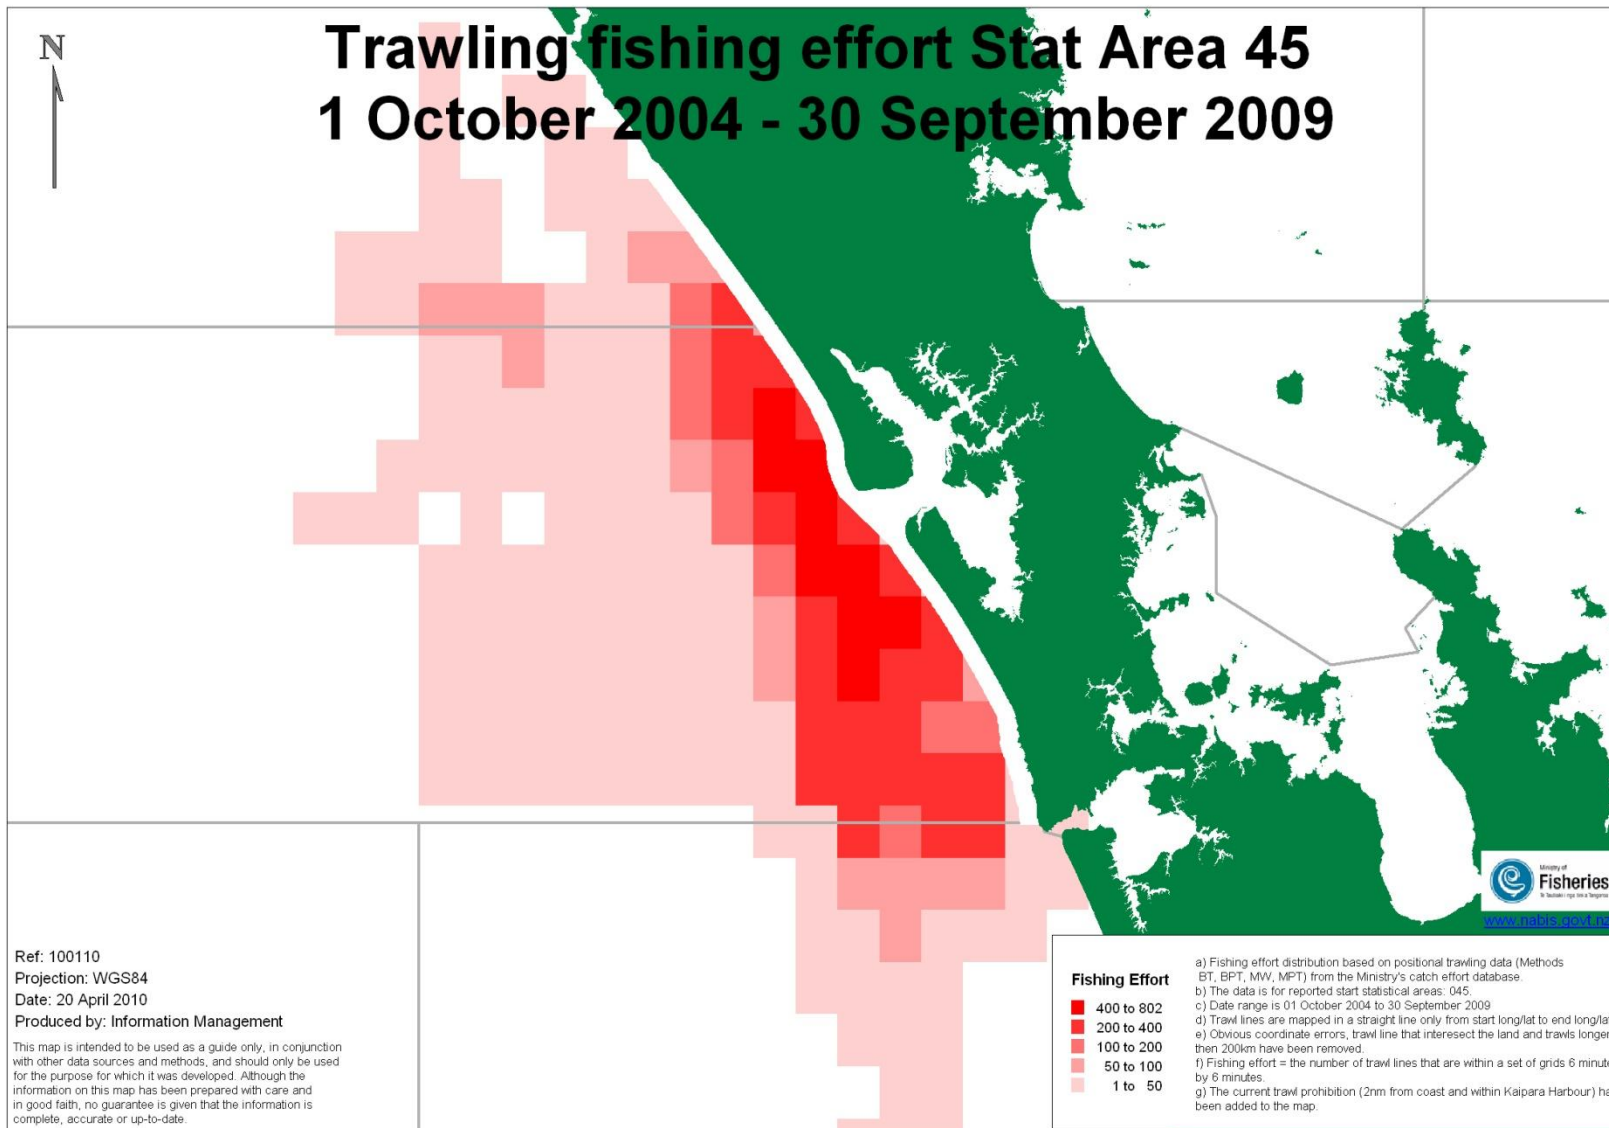 N
Trawling fishing effort Stat Area 45
1 October 2004 - 30 September 2009
Ministry of
Fisheries
www.nabis.govt.nz
Ref: 100110
Projection: WGS84
Date: 20 April 2010
Produced by: Information Management
This map is intended to be used as a guide only, in conjunction
with other data sources and methods, and should only be used
for the purpose for which it was developed. Although the
information on this map has been prepared with care and
in good faith, no guarantee is given that the information is
complete, accurate or up-to-date.
Fishing Effort
400 to 802
200 to 400
100 to 200
50 to 100
1 to 50
a) Fishing effort distribution based on positional trawling data (Methods
BT, BPT, MW, MPT) from the Ministry's catch effort database.
b) The data is for reported start statistical areas: 045.
c) Date range is 01 October 2004 to 30 September 2009
d) Trawl lines are mapped in a straight line only from start long/lat to end long/lat
e) Obvious coordinate errors, trawl line that interesect the land and trawls longer
then 200km have been removed.
f) Fishing effort = the number of trawl lines that are within a set of grids 6 minute
by 6 minutes.
g) The current trawl prohibition (2nm from coast and within Kaipara Harbour) ha
been added to the map.